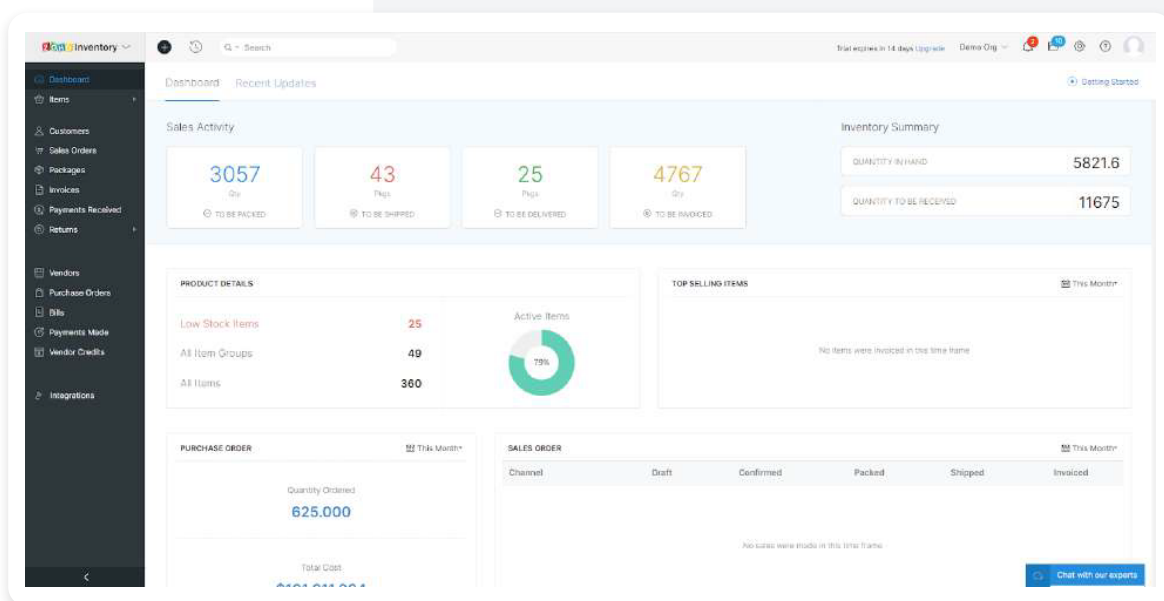 ZOHO Inventory
Search
Trial expires in 14 days Upgrade
Demo Org
Dashboard
Items
Customers
Sales Orders
Packages
Invoices
Payments Received
Returns
Vendors
Purchase Orders
Bills
Payments Made
Vendor Credits
Integrations
Dashboard
Recent Updates
Getting Started
Sales Activity
3057
Qty
TO BE PACKED
43
Pkgs
TO BE SHIPPED
25
Pkgs
TO BE DELIVERED
4767
Qty
TO BE INVOICED
Inventory Summary
QUANTITY IN HAND 5821.6
QUANTITY TO BE RECEIVED 11675
PRODUCT DETAILS
Low Stock Items 25
All Item Groups 49
All Items 360
Active Items
79%
TOP SELLING ITEMS This Month
No items were invoiced in this time frame
PURCHASE ORDER This Month
Quantity Ordered
625.000
Total Cost
SALES ORDER This Month
Channel Draft Confirmed Packed Shipped Invoiced
No sales were made in this time frame
Chat with our experts